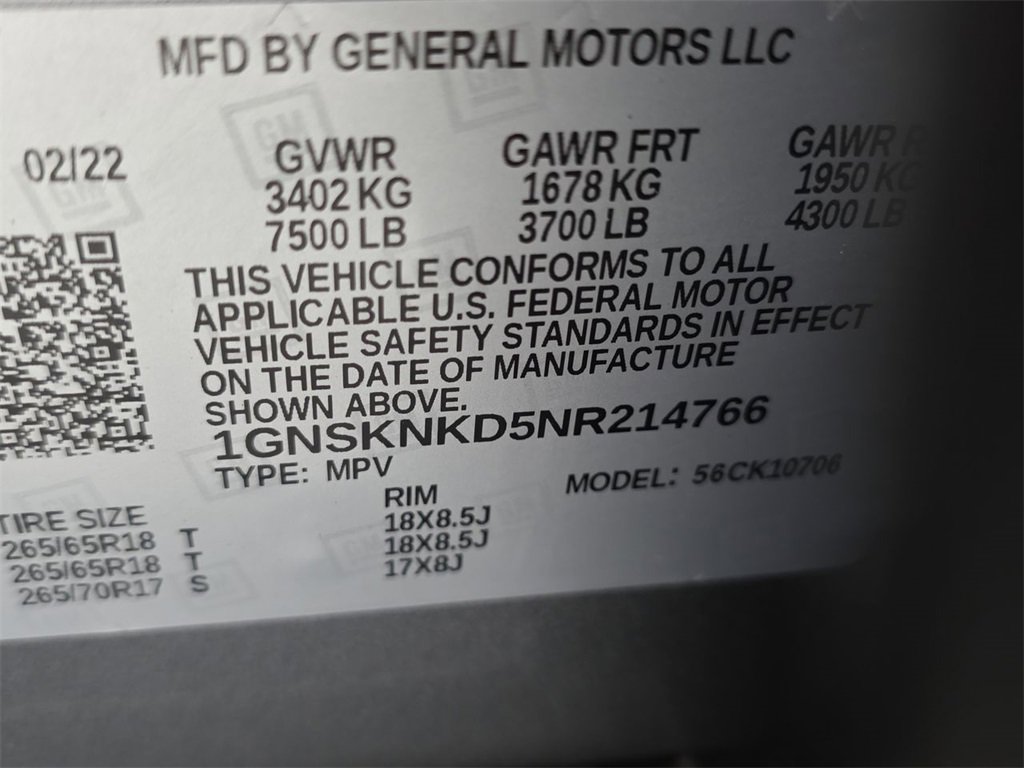 MFD BY GENERAL MOTORS LLC
02/22 GVWR GAWR FRT GAWR
3402 KG 1678 KG 1950 KG
7500 LB 3700 LB 4300 LB
THIS VEHICLE CONFORMS TO ALL
APPLICABLE U.S. FEDERAL MOTOR
VEHICLE SAFETY STANDARDS IN EFFECT
ON THE DATE OF MANUFACTURE
SHOWN ABOVE.
1GNSKNKD5NR214766
TYPE: MPV MODEL: 56CK10706
TIRE SIZE RIM
265/65R18 T 18X8.5J
265/65R18 T 18X8.5J
265/70R17 S 17X8J